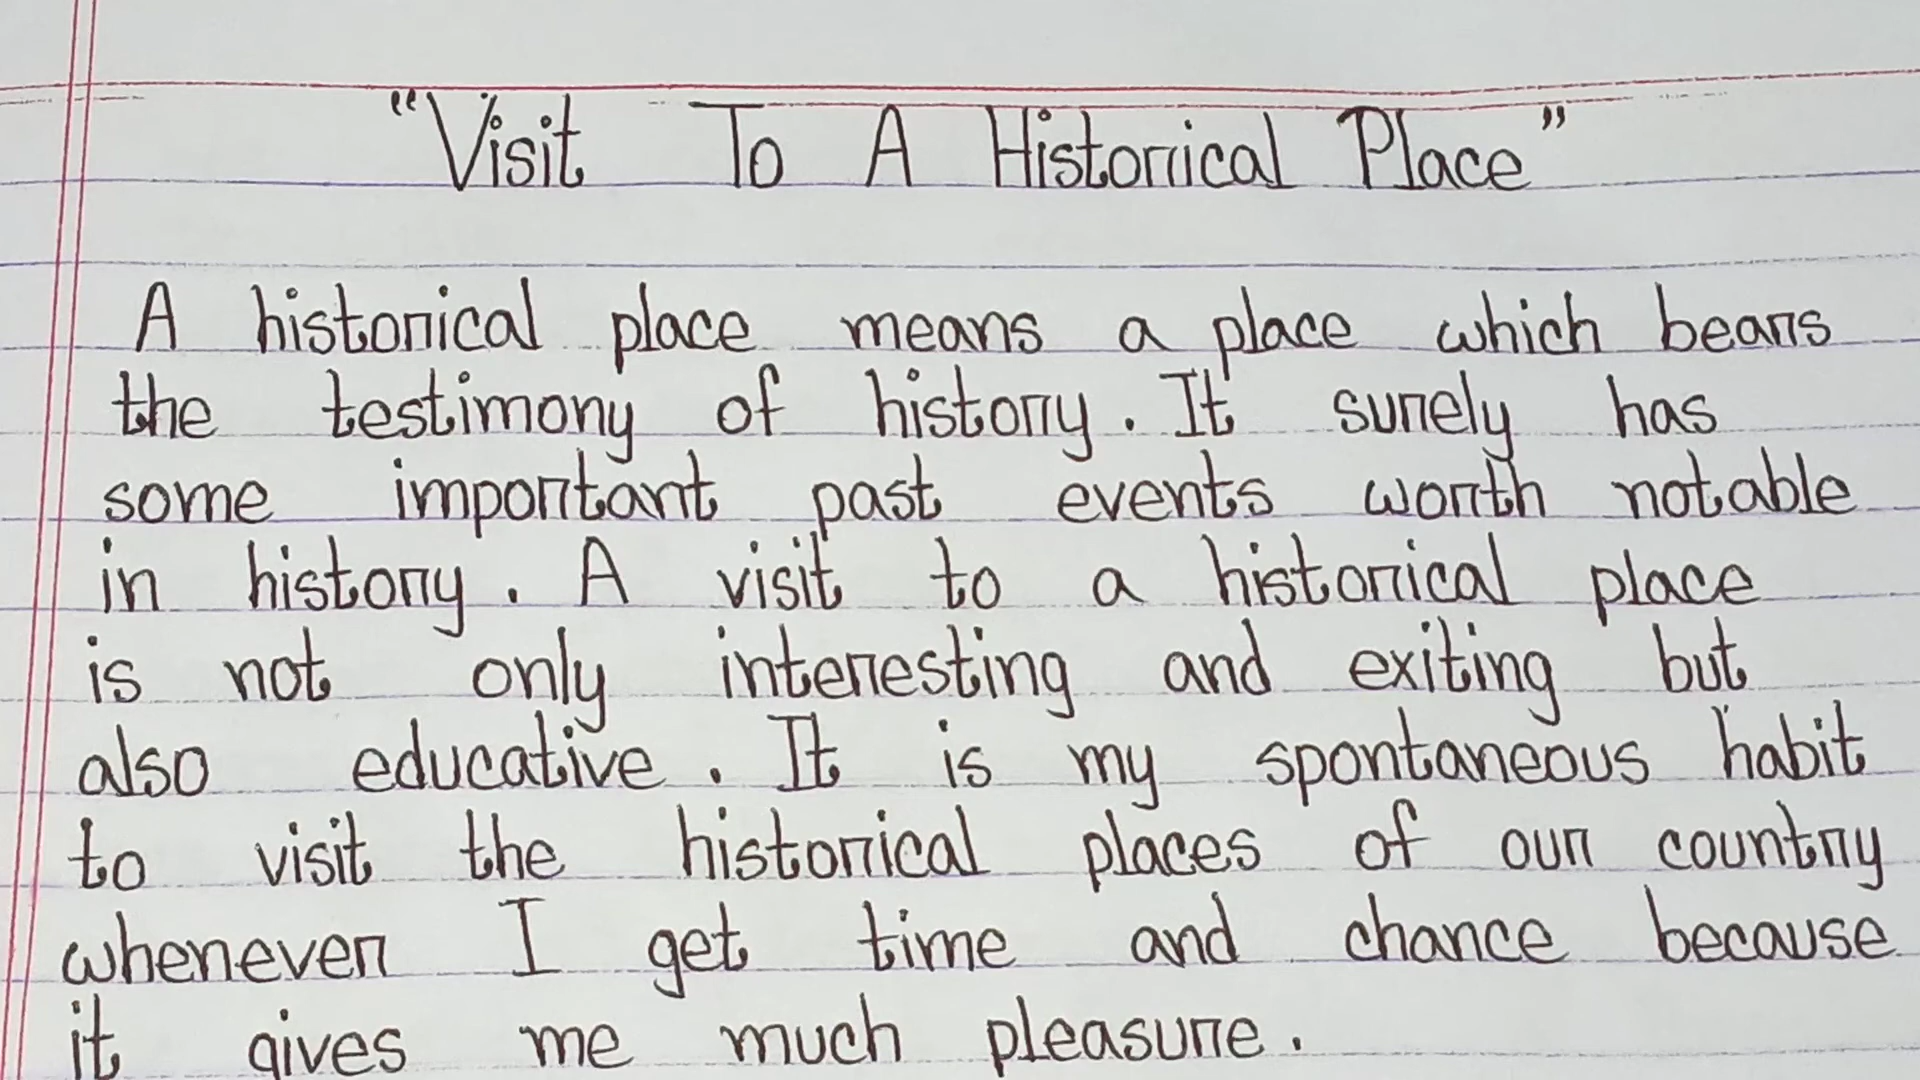 "Visit To A Historical Place"
A historical place means a place which bears
the testimony of history. It surely has
some important past events worth notable
in history. A visit to a historical place
is not only interesting and exiting but
also educative. It is my spontaneous habit
to visit the historical places of our country
whenever I get time and chance because
it gives me much pleasure.